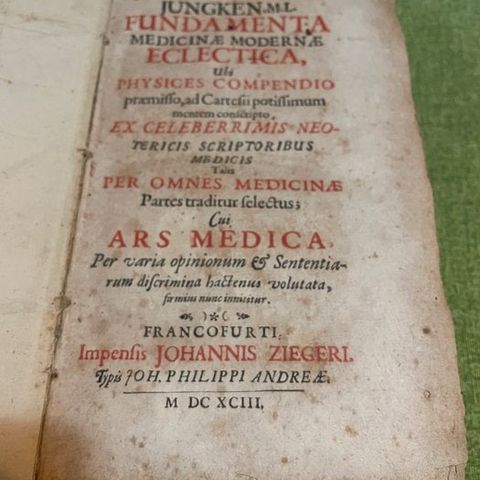 JUNGKEN. M.L.
FUNDAMENTA
MEDICINÆ MODERNÆ
ECLECTICA,
Ubi
PHYSICES COMPENDIO
præmisso, ad Cartesii potissimum
mentem conscripto,
EX CELEBERRIMIS NEO-
TERICIS SCRIPTORIBUS
MEDICIS
Talis
PER OMNES MEDICINÆ
Partes traditur selectus;
Cui
ARS MEDICA,
Per varia opinionum & Sententia-
rum discrimina hactenus volutata,
firmius nunc innititur.
FRANCOFURTI,
Impensis JOHANNIS ZIEGERI.
Typis JOH. PHILIPPI ANDREÆ.
M DC XCIII,